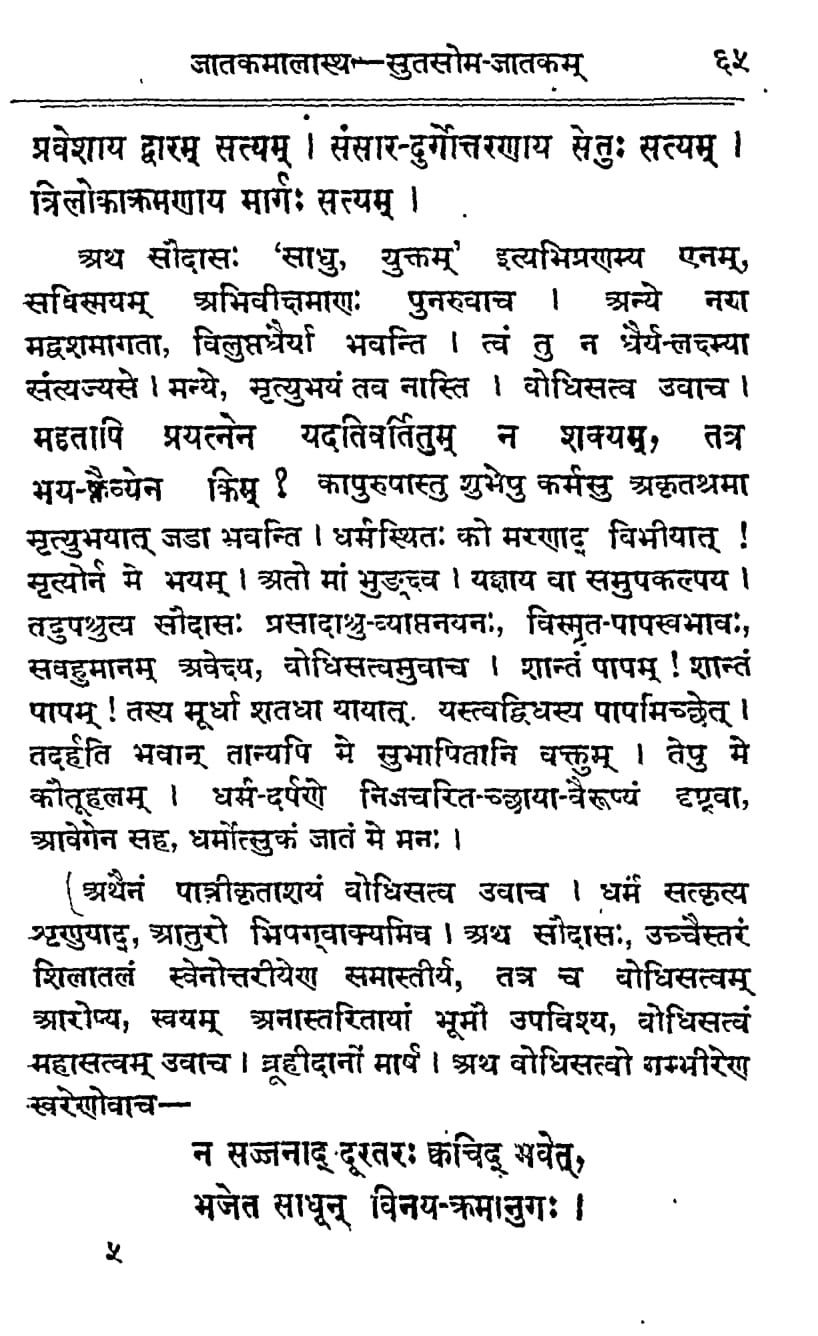 जातकमालास्थ—सुतसोम-जातकम् ६५
प्रवेशाय द्वारम् सत्यम् । संसार-दुर्गोत्तरणाय सेतुः सत्यम् ।
त्रिलोकाक्रमणाय मार्गः सत्यम् ।
अथ सौदासः ‘साधु, युक्तम्’ इत्यभिप्रणम्य एनम्,
सविस्मयम् अभिवीक्षमाणः पुनरुवाच । अन्ये नरा
मद्वशमागता, विलुप्तधैर्या भवन्ति । त्वं तु न धैर्य-लक्ष्म्या
संत्यज्यसे । मन्ये, मृत्युभयं तव नास्ति । वोधिसत्व उवाच ।
महतापि प्रयत्नेन यदतिवर्तितुम् न शक्यम्, तत्र
भय-क्लैव्येन किम् ? कापुरुषास्तु शुभेषु कर्मसु अकृतश्रमा
मृत्युभयात् जडा भवन्ति । धर्मस्थितः को मरणाद् विभीयात् !
मृत्योर्न मे भयम् । अतो मां भुङ्क्ष्व । यज्ञाय वा समुपकल्पय ।
तदुपश्रुत्य सौदासः प्रसादाश्रु-व्याप्तनयनः, विस्मृत-पापस्वभावः,
सवहुमानम् अवेक्ष्य, वोधिसत्वमुवाच । शान्तं पापम् ! शान्तं
पापम् ! तस्य मूर्धा शतधा यायात्. यस्त्वद्विधस्य पापमिच्छेत् ।
तदर्हति भवान् तान्यपि मे सुभाषितानि वक्तुम् । तेषु मे
कौतूहलम् । धर्म-दर्पणे निजचरित-च्छाया-वैरूप्यं दृष्ट्वा,
आवेगेन सह, धर्मोत्सुकं जातं मे मनः ।
(अथैनं पात्रीकृताशयं वोधिसत्व उवाच । धर्मं सत्कृत्य
शृणुयाद्, आतुरो भिषग्वाक्यमिव । अथ सौदासः, उच्चैस्तरं
शिलातलं स्वेनोत्तरीयेण समास्तीर्य, तत्र च वोधिसत्वम्
आरोप्य, स्वयम् अनास्तरितायां भूमौ उपविश्य, वोधिसत्वं
महासत्वम् उवाच । व्रूहीदानीं मार्ष । अथ वोधिसत्वो गम्भीरेण
स्वरेणोवाच—
न सज्जनाद् दूरतरः क्वचिद् भवेत्,
भजेत साधून् विनय-क्रमानुगः ।
५